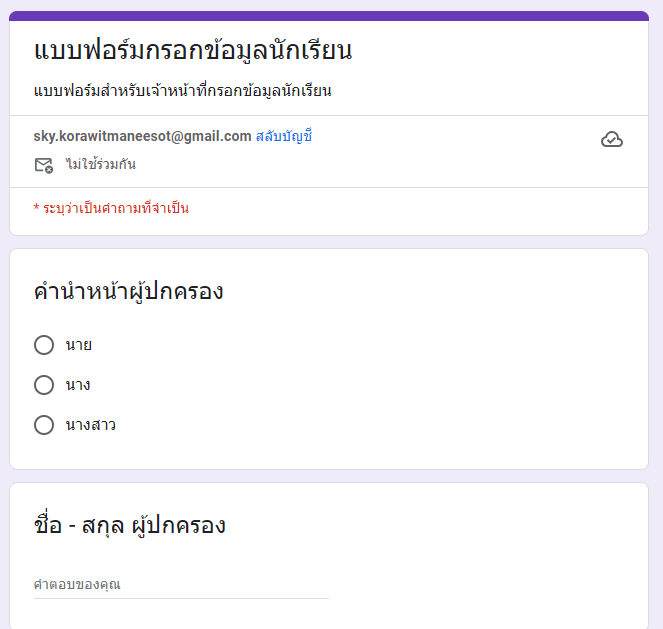 แบบฟอร์มกรอกข้อมูลนักเรียน
แบบฟอร์มสำหรับเจ้าหน้าที่กรอกข้อมูลนักเรียน
sky.korawitmaneesot@gmail.com สลับบัญชี
ไม่ใช้ร่วมกัน
* ระบุว่าเป็นคำถามที่จำเป็น
คำนำหน้าผู้ปกครอง
นาย
นาง
นางสาว
ชื่อ - สกุล ผู้ปกครอง
คำตอบของคุณ